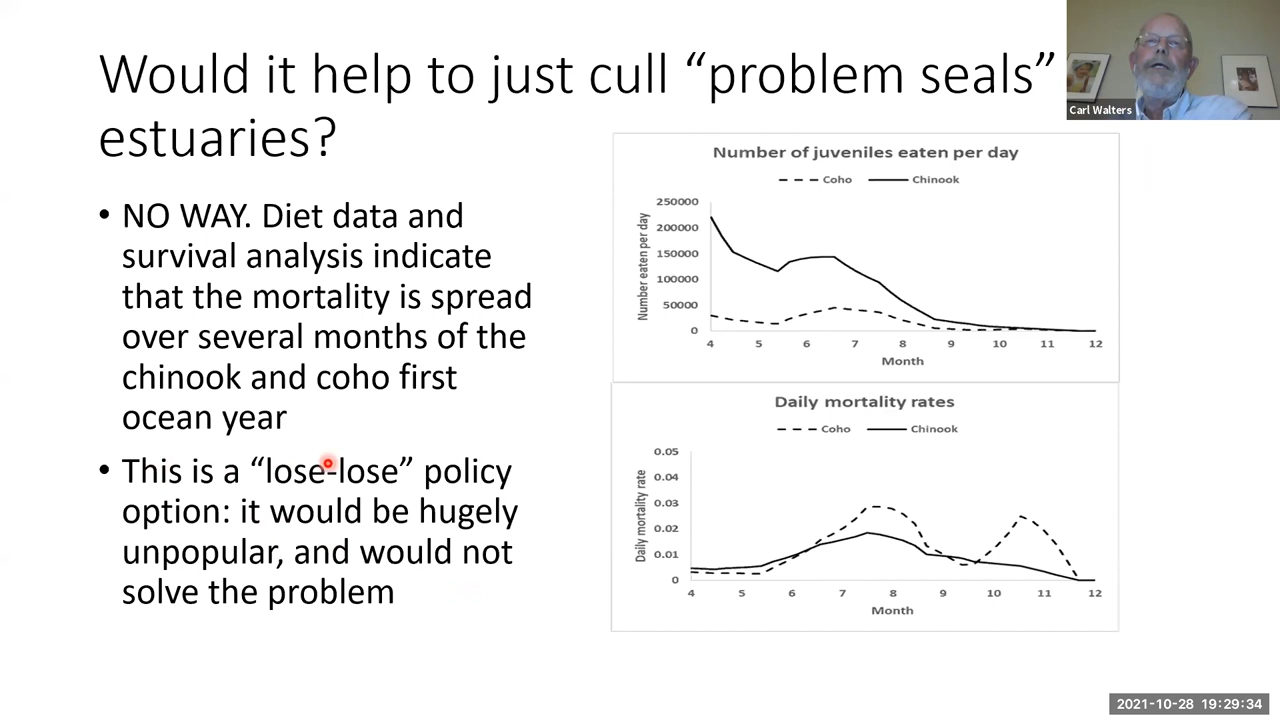 Would it help to just cull “problem seals”
estuaries?
Carl Walters
• NO WAY. Diet data and
survival analysis indicate
that the mortality is spread
over several months of the
chinook and coho first
ocean year
• This is a “lose-lose” policy
option: it would be hugely
unpopular, and would not
solve the problem
Number of juveniles eaten per day
Coho Chinook
Number eaten per day
250000
200000
150000
100000
50000
0
4 5 6 7 8 9 10 11 12
Month
Daily mortality rates
Coho Chinook
Daily mortality rate
0.05
0.04
0.03
0.02
0.01
0
4 5 6 7 8 9 10 11 12
Month
2021-10-28 19:29:34